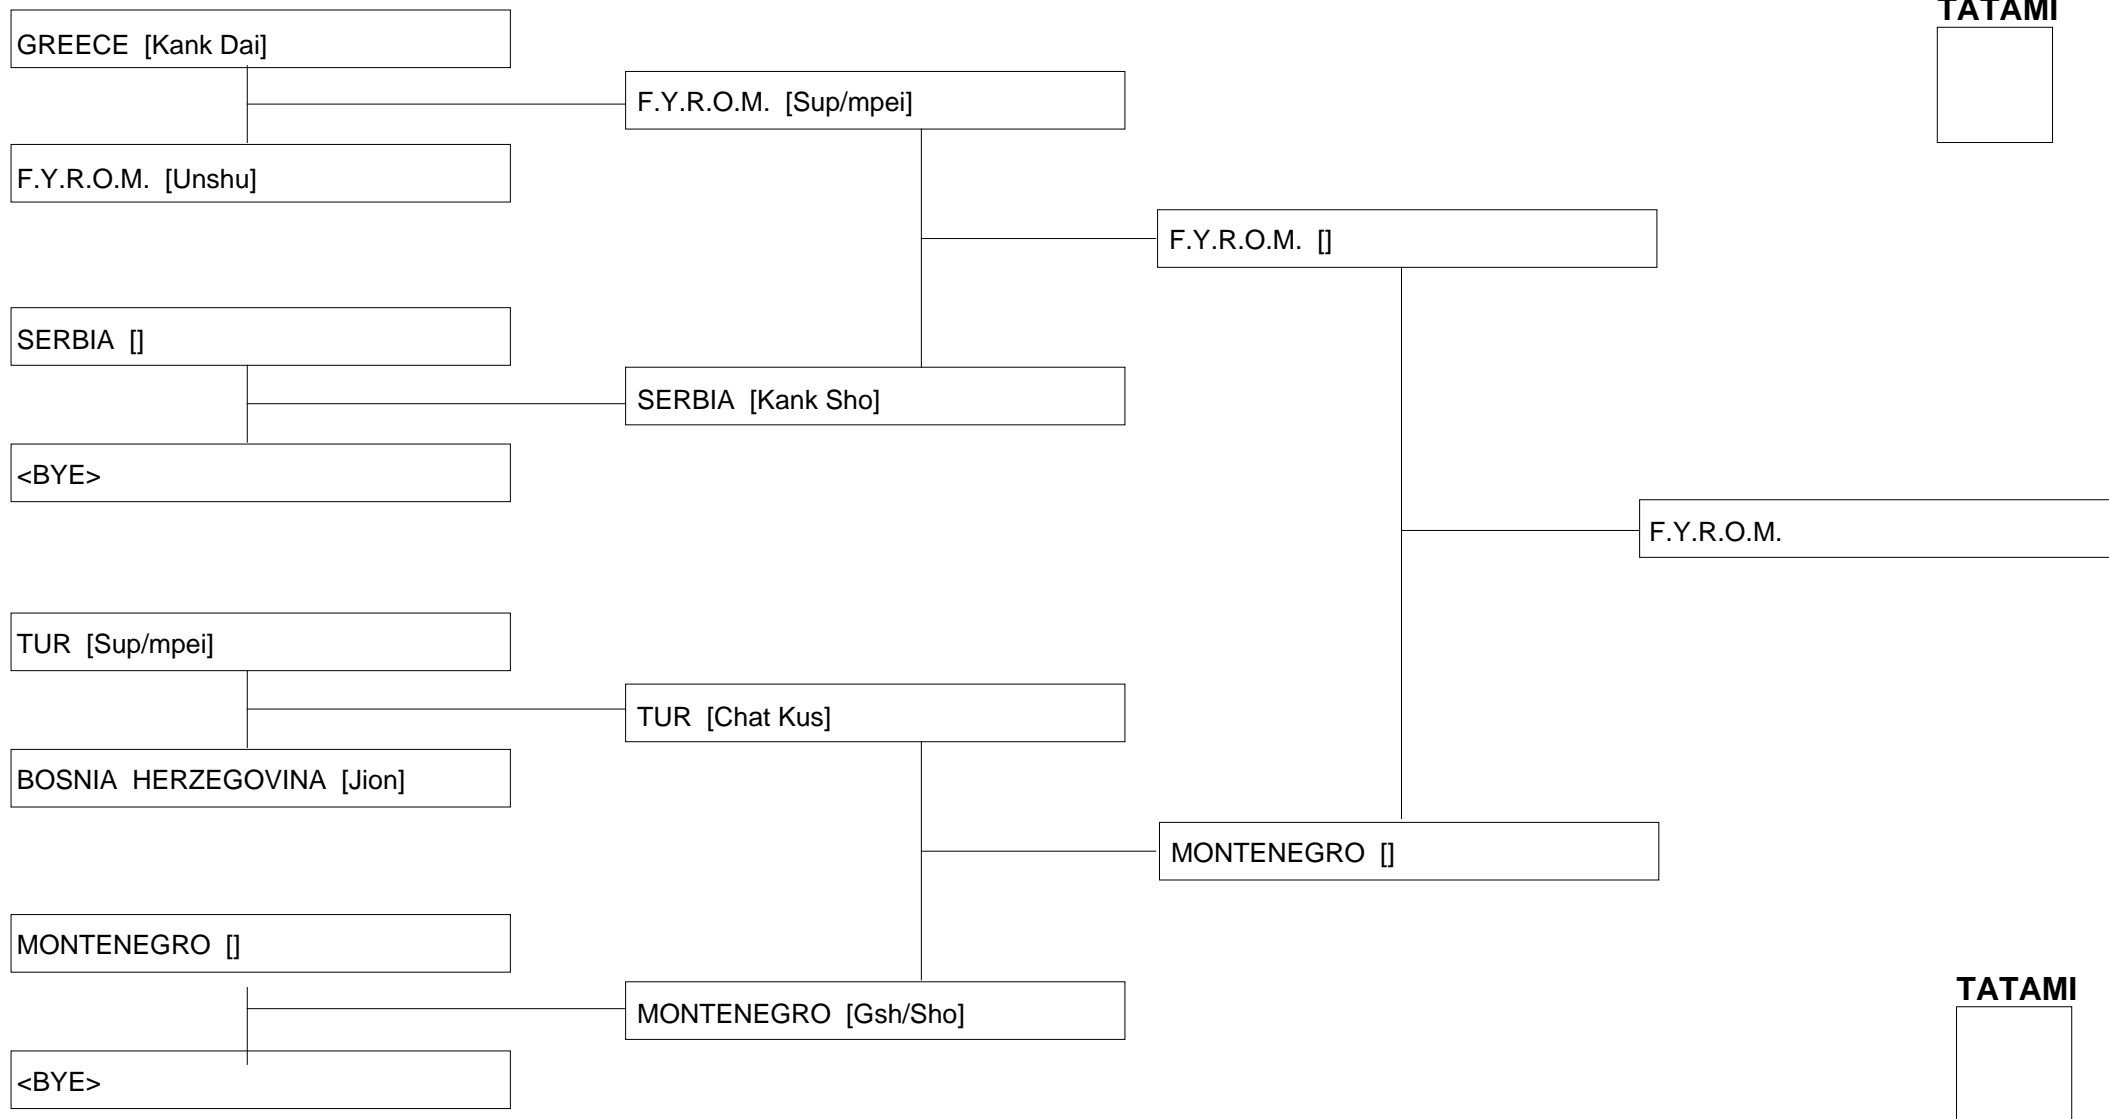 TATAMI
GREECE [Kank Dai]
F.Y.R.O.M. [Sup/mpei]
F.Y.R.O.M. [Unshu]
F.Y.R.O.M. []
SERBIA []
SERBIA [Kank Sho]
<BYE>
F.Y.R.O.M.
TUR [Sup/mpei]
TUR [Chat Kus]
BOSNIA HERZEGOVINA [Jion]
MONTENEGRO []
MONTENEGRO []
TATAMI
MONTENEGRO [Gsh/Sho]
<BYE>